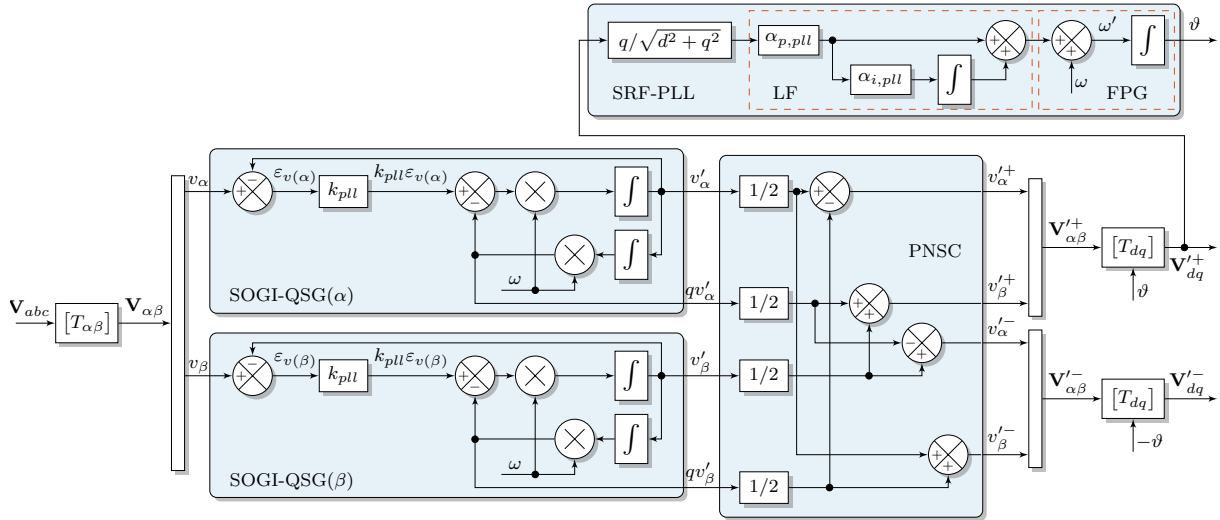 q/√d² + q²
α_{p,pll}
ω′
∫
ϑ
α_{i,pll}
∫
ω
SRF-PLL
LF
FPG
v_α
ε_{v(α)}
k_{pll}
k_{pll}ε_{v(α)}
∫
v′_α
1/2
v′^+_α
∫
PNSC
V′^+_{αβ}
[T_{dq}]
V′^+_{dq}
ω
ϑ
SOGI-QSG(α)
qv′_α
1/2
v′^+_β
V_{abc}
[T_{αβ}]
V_{αβ}
v′^-_α
v_β
ε_{v(β)}
k_{pll}
k_{pll}ε_{v(β)}
∫
v′_β
1/2
V′^-_{αβ}
[T_{dq}]
V′^-_{dq}
∫
v′^-_β
−ϑ
ω
SOGI-QSG(β)
qv′_β
1/2